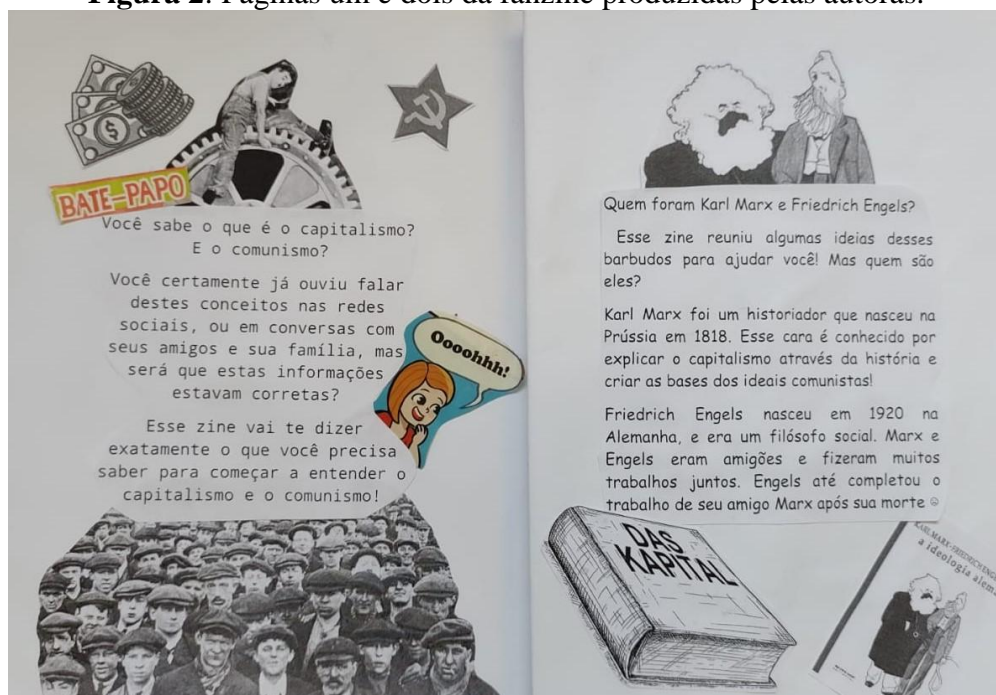 Figura 2. Páginas um e dois da fanzine produzidas pelas autoras.
BATE-PAPO
Você sabe o que é o capitalismo?
E o comunismo?
Você certamente já ouviu falar
destes conceitos nas redes
sociais, ou em conversas com
seus amigos e sua família, mas
será que estas informações
estavam corretas?
Esse zine vai te dizer
exatamente o que você precisa
saber para começar a entender o
capitalismo e o comunismo!
Oooohhh!
Quem foram Karl Marx e Friedrich Engels?
Esse zine reuniu algumas ideias desses
barbudos para ajudar você! Mas quem são
eles?
Karl Marx foi um historiador que nasceu na
Prússia em 1818. Esse cara é conhecido por
explicar o capitalismo através da história e
criar as bases dos ideais comunistas!
Friedrich Engels nasceu em 1920 na
Alemanha, e era um filósofo social. Marx e
Engels eram amigões e fizeram muitos
trabalhos juntos. Engels até completou o
trabalho de seu amigo Marx após sua morte
DAS
KAPITAL
KARL MARX-FRIEDRICH
a ideologia